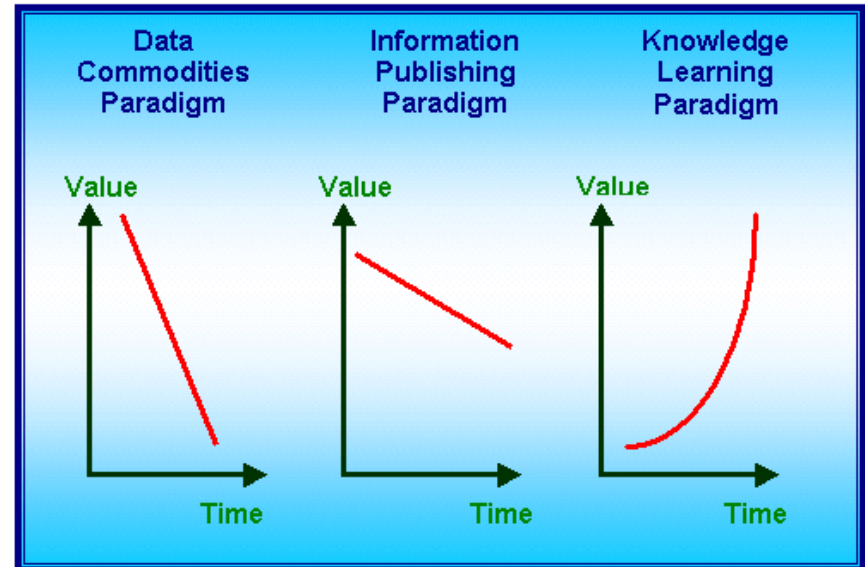 Data
Commodities
Paradigm
Information
Publishing
Paradigm
Knowledge
Learning
Paradigm
Value
Value
Value
Time
Time
Time